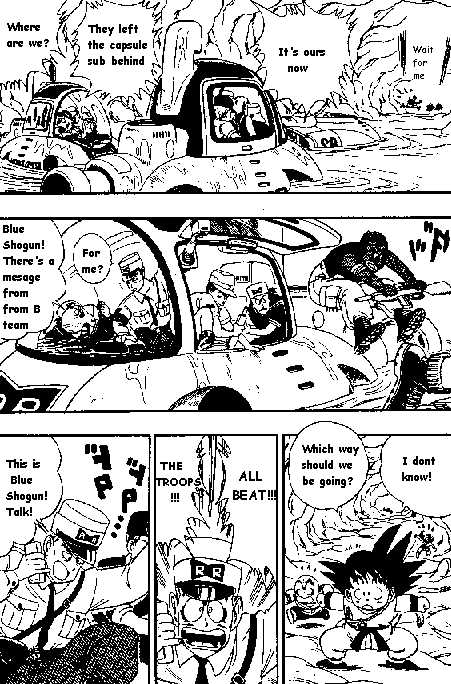 Where
are we?
They left
the capsule
sub behind
It's ours
now
Wait
for
me
Blue
Shogun!
There's a
mesage
from
from B
team
For
me?
This is
Blue
Shogun!
Talk!
THE
TROOPS
!!!
ALL
BEAT!!!
RR
Which way
should we
be going?
I dont
know!